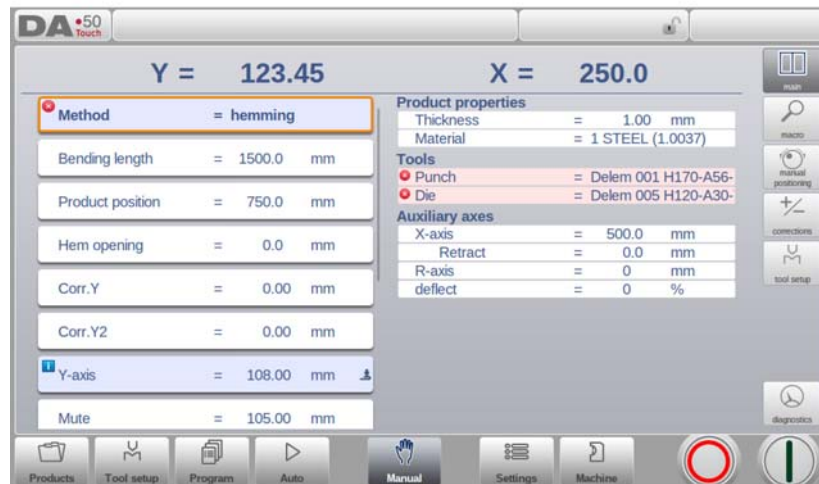 DA•50
Touch
Y = 123.45 X = 250.0
Method = hemming
Bending length = 1500.0 mm
Product position = 750.0 mm
Hem opening = 0.0 mm
Corr.Y = 0.00 mm
Corr.Y2 = 0.00 mm
Y-axis = 108.00 mm
Mute = 105.00 mm
Product properties
Thickness = 1.00 mm
Material = 1 STEEL (1.0037)
Tools
Punch = Delem 001 H170-A56-
Die = Delem 005 H120-A30-
Auxiliary axes
X-axis = 500.0 mm
Retract = 0.0 mm
R-axis = 0 mm
deflect = 0 %
main
macro
manual
positioning
+/-
corrections
tool setup
diagnostics
Products Tool setup Program Auto Manual Settings Machine